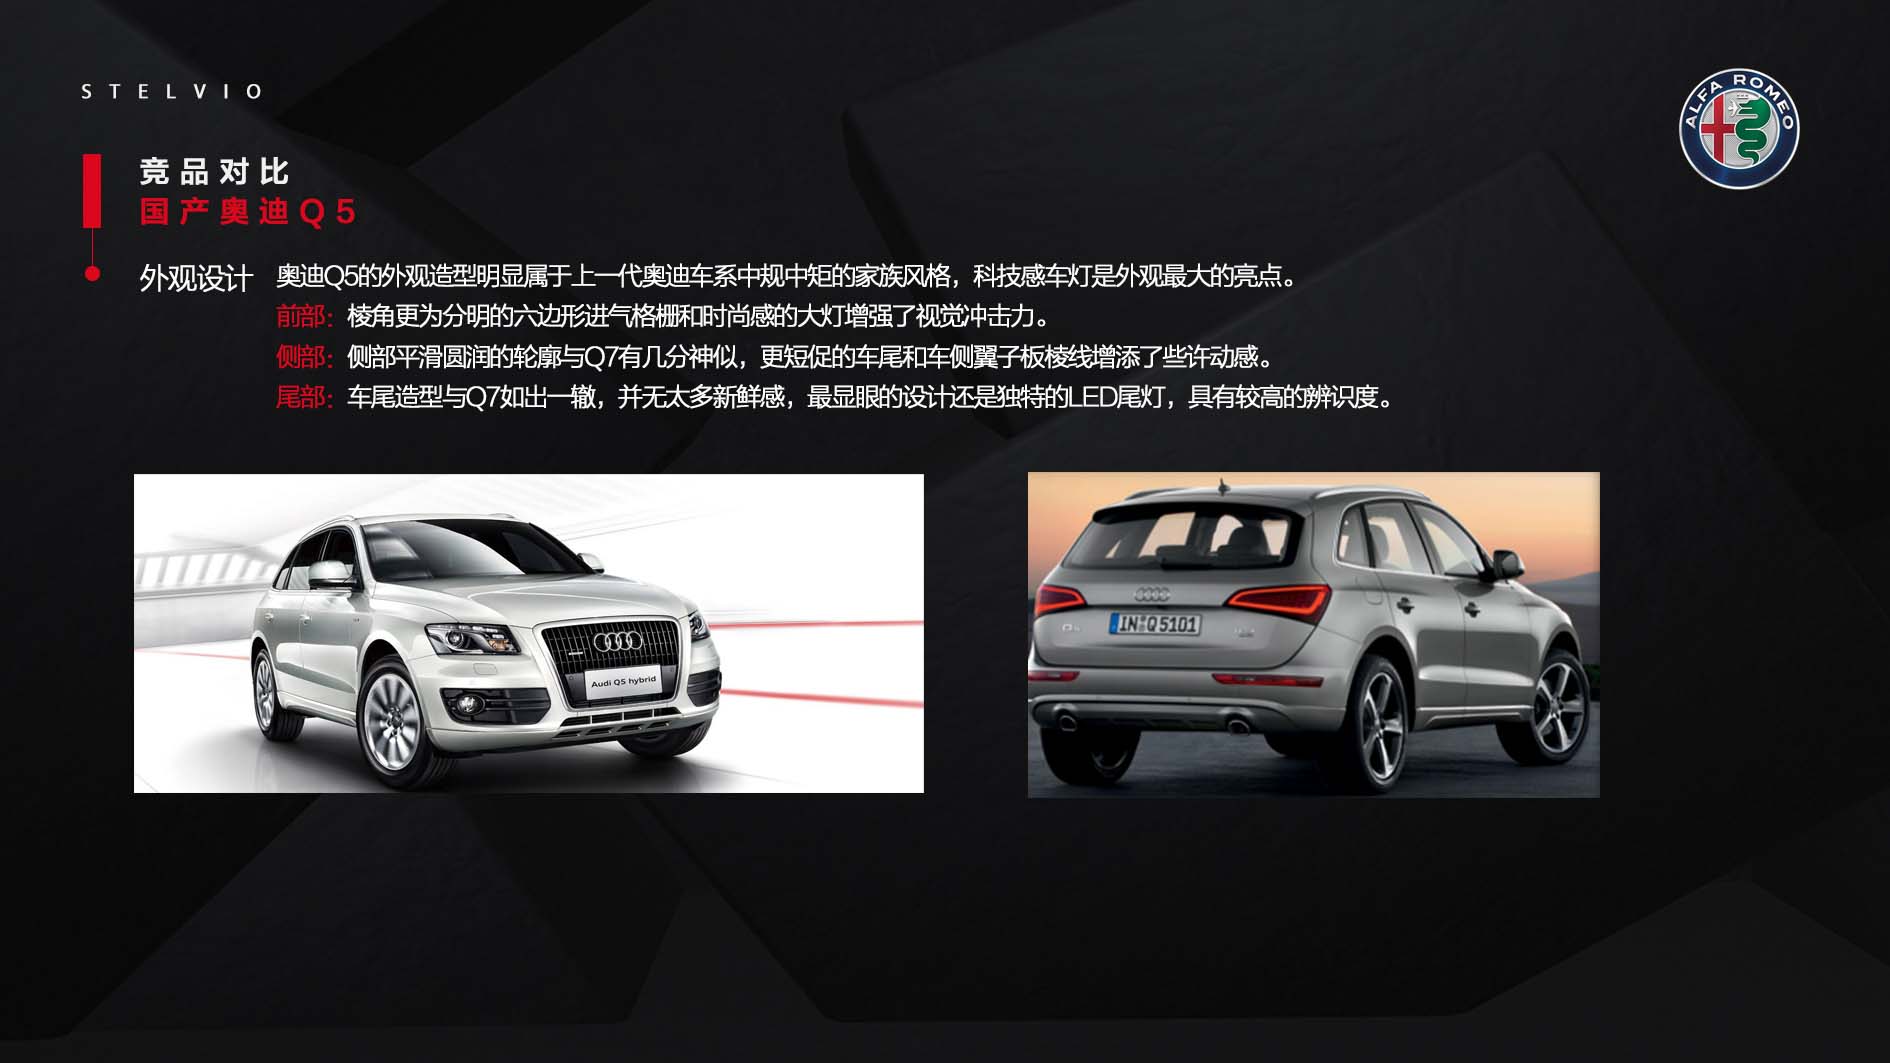 STELVIO
ALFA ROMEO
竞品对比
国产奥迪Q5
外观设计
奥迪Q5的外观造型明显属于上一代奥迪车系中规中矩的家族风格，科技感车灯是外观最大的亮点。
前部：棱角更为分明的六边形进气格栅和时尚感的大灯增强了视觉冲击力。
侧部：侧部平滑圆润的轮廓与Q7有几分神似，更短促的车尾和车侧翼子板棱线增添了些许动感。
尾部：车尾造型与Q7如出一辙，并无太多新鲜感，最显眼的设计还是独特的LED尾灯，具有较高的辨识度。
Audi Q5 hybrid
Q5
IN Q 5101